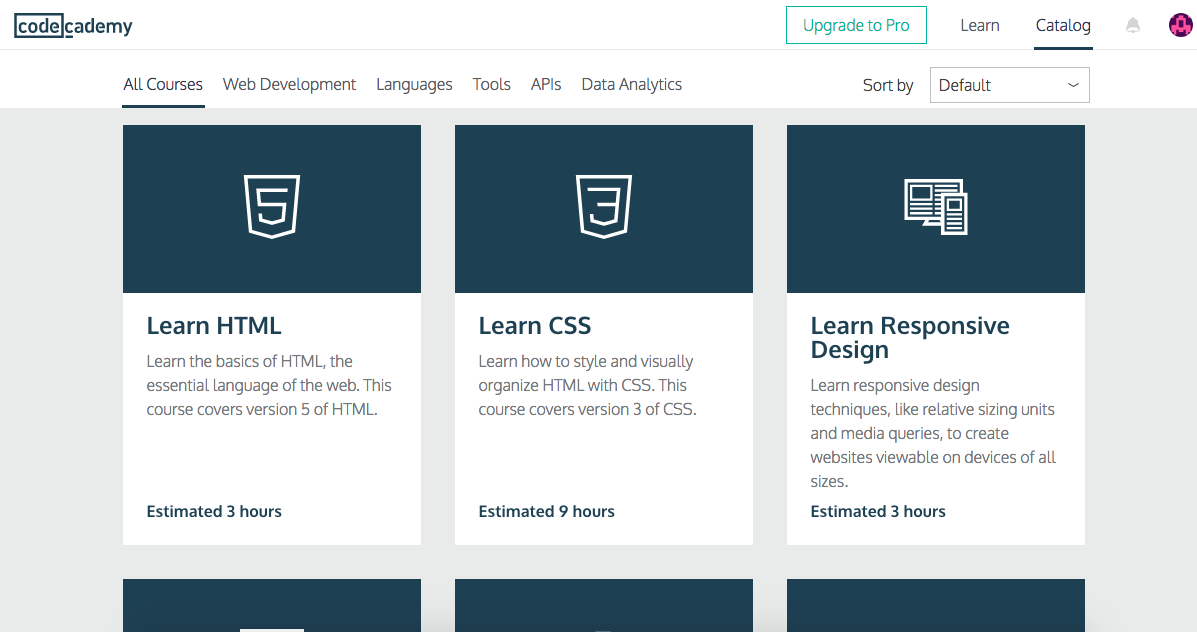 codecademy
Upgrade to Pro
Learn
Catalog
All Courses
Web Development
Languages
Tools
APIs
Data Analytics
Sort by
Default
Learn HTML
Learn the basics of HTML, the
essential language of the web. This
course covers version 5 of HTML.
Estimated 3 hours
Learn CSS
Learn how to style and visually
organize HTML with CSS. This
course covers version 3 of CSS.
Estimated 9 hours
Learn Responsive
Design
Learn responsive design
techniques, like relative sizing units
and media queries, to create
websites viewable on devices of all
sizes.
Estimated 3 hours